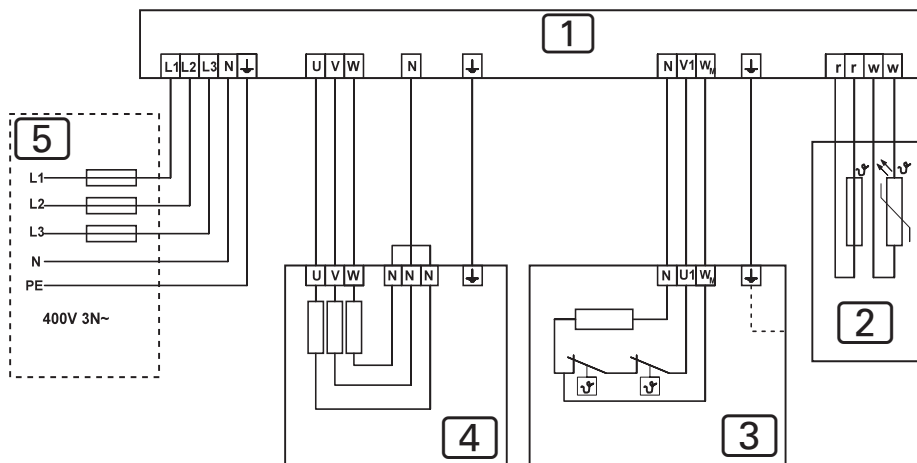 1
L1 L2 L3 N U V W N N V1 WM r r w w
5
L1
L2
L3
N
PE
400V 3N~
U V W N N N
N U1 WM
ϑ ϑ
2
ϑ ϑ
4
3